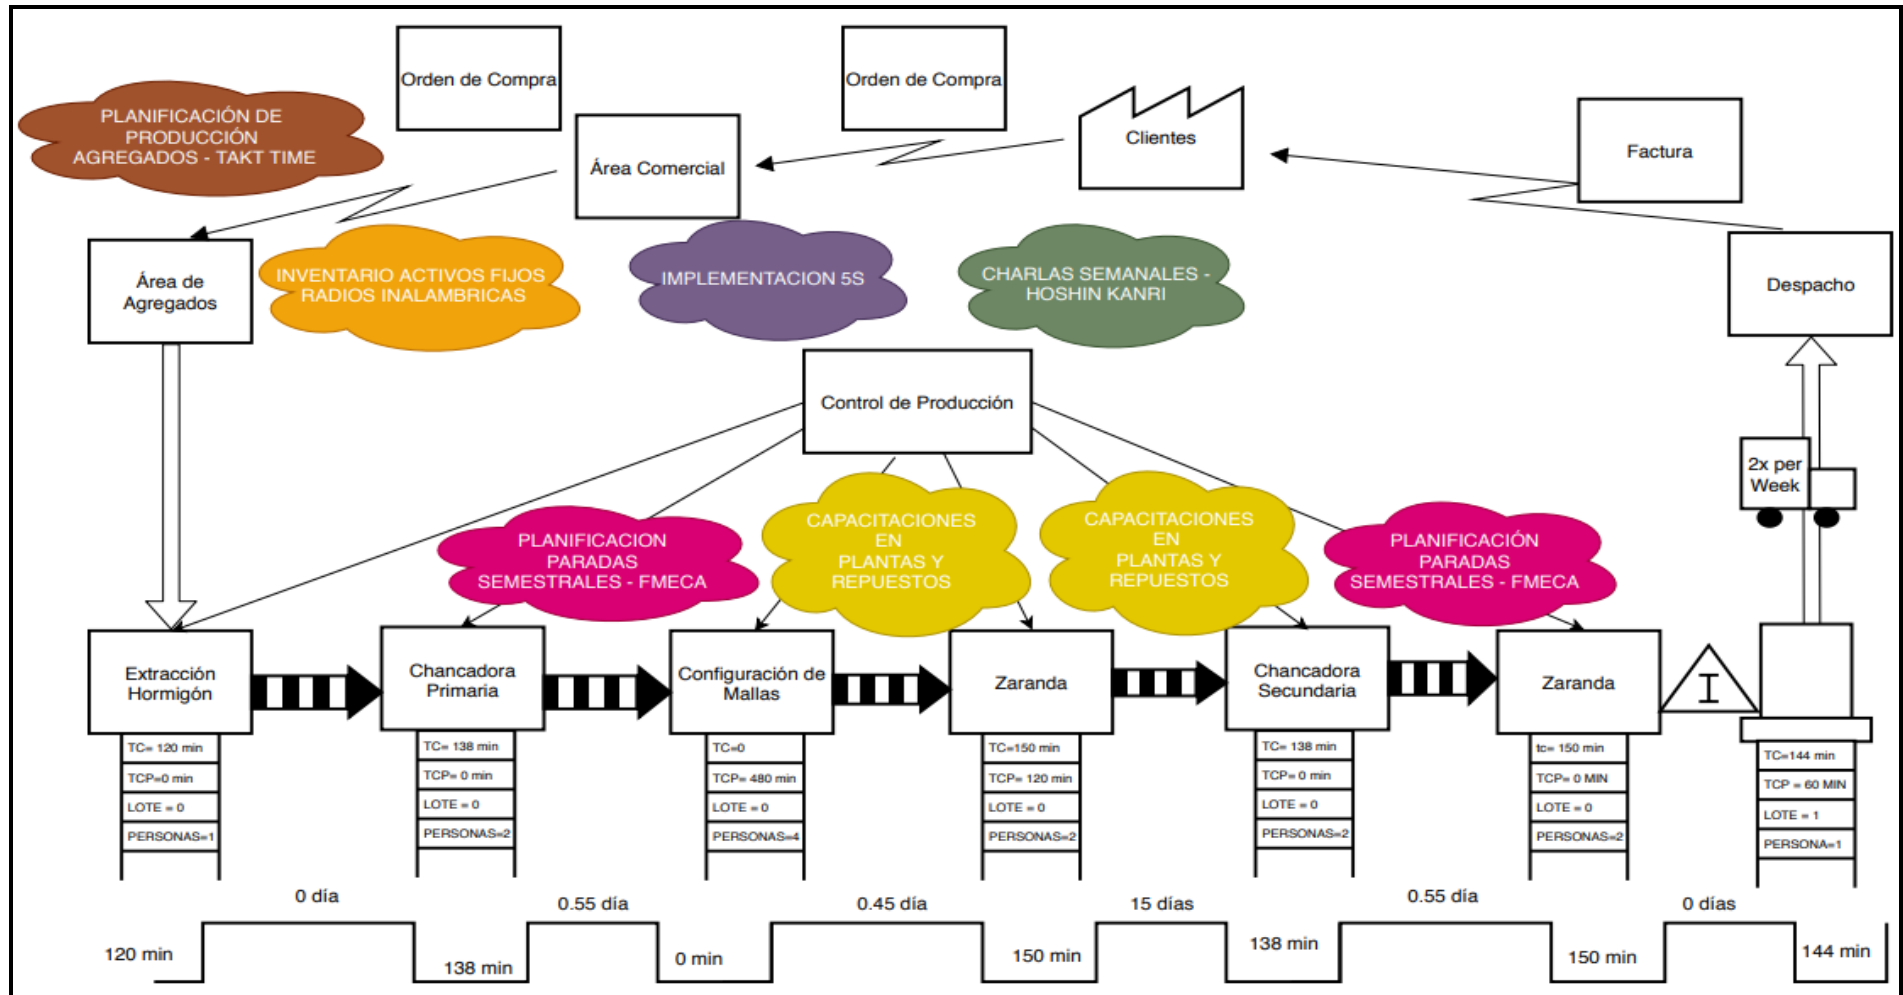 Orden de Compra
Orden de Compra
PLANIFICACIÓN DE
PRODUCCIÓN
AGREGADOS - TAKT TIME
Área Comercial
Clientes
Factura
Área de
Agregados
INVENTARIO ACTIVOS FIJOS
RADIOS INALAMBRICAS
IMPLEMENTACION 5S
CHARLAS SEMANALES -
HOSHIN KANRI
Despacho
Control de Producción
2x per
Week
PLANIFICACION
PARADAS
SEMESTRALES - FMECA
CAPACITACIONES
EN
PLANTAS Y
REPUESTOS
CAPACITACIONES
EN
PLANTAS Y
REPUESTOS
PLANIFICACIÓN
PARADAS
SEMESTRALES - FMECA
Extracción
Hormigón
Chancadora
Primaria
Configuración de
Mallas
Zaranda
Chancadora
Secundaria
Zaranda
I
TC= 120 min
TCP=0 min
LOTE = 0
PERSONAS=1
TC= 138 min
TCP= 0 min
LOTE = 0
PERSONAS=2
TC=0
TCP= 480 min
LOTE = 0
PERSONAS=4
TC=150 min
TCP= 120 min
LOTE = 0
PERSONAS=2
TC= 138 min
TCP= 0 min
LOTE = 0
PERSONAS=2
tc= 150 min
TCP= 0 MIN
LOTE = 0
PERSONAS=2
TC=144 min
TCP = 60 MIN
LOTE = 1
PERSONA=1
0 día
0.55 día
0.45 día
15 días
0.55 día
0 días
120 min
138 min
0 min
150 min
138 min
150 min
144 min